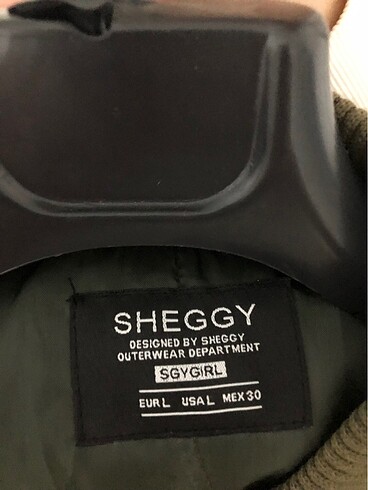 SHEGGY
DESIGNED BY SHEGGY
OUTERWEAR DEPARTMENT
SGYGIRL
EUR L USA L MEX 30